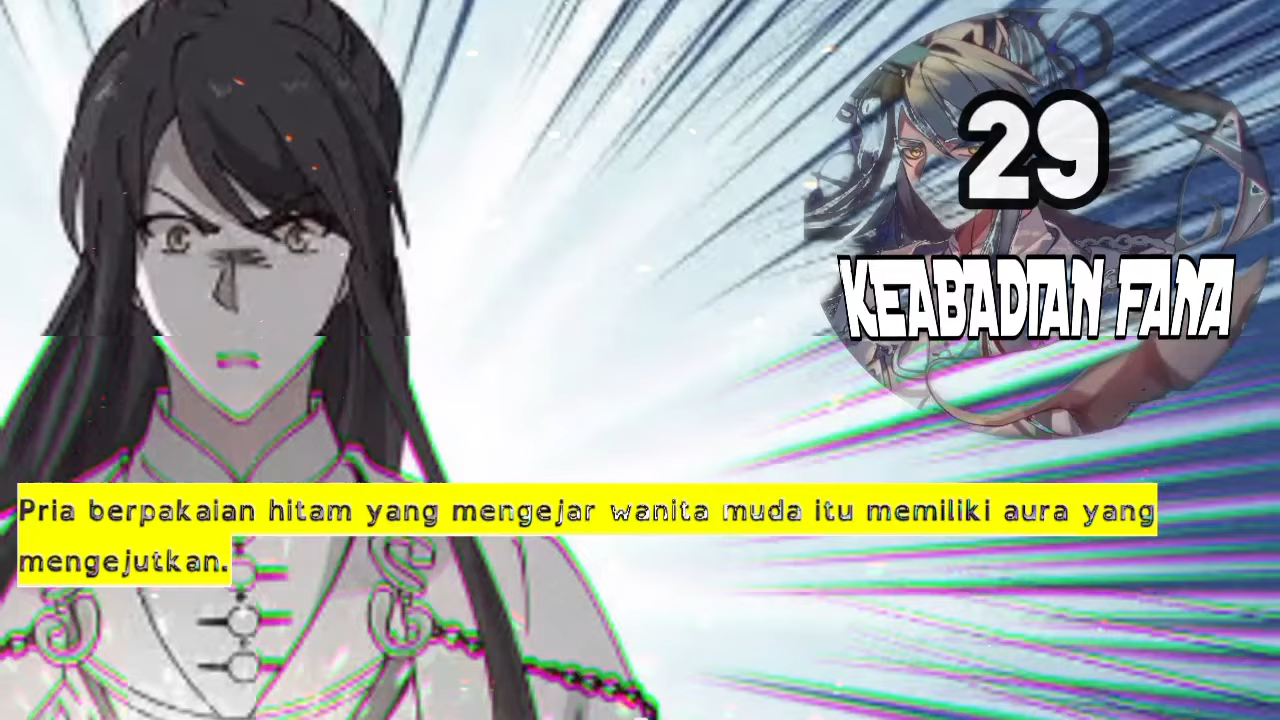 29
KEABADIAN FANA
Pria berpakaian hitam yang mengejar wanita muda itu memiliki aura yang
mengejutkan.